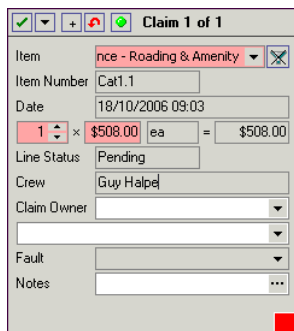 Claim 1 of 1
Item nce - Roading & Amenity
Item Number Cat1.1
Date 18/10/2006 09:03
1 × $508.00 ea = $508.00
Line Status Pending
Crew Guy Halpe
Claim Owner
Fault
Notes ...